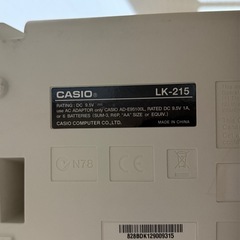 CASIO® LK-215
RATING: DC 9.5V ⎓
USE AC ADAPTOR only CASIO AD-E95100L, RATED DC 9.5V 1A,
or 6 BATTERIES (SUM-3, R6P, "AA" SIZE or EQUIV.)
CASIO COMPUTER CO.,LTD. MADE IN CHINA
N78
828BDK129G09315